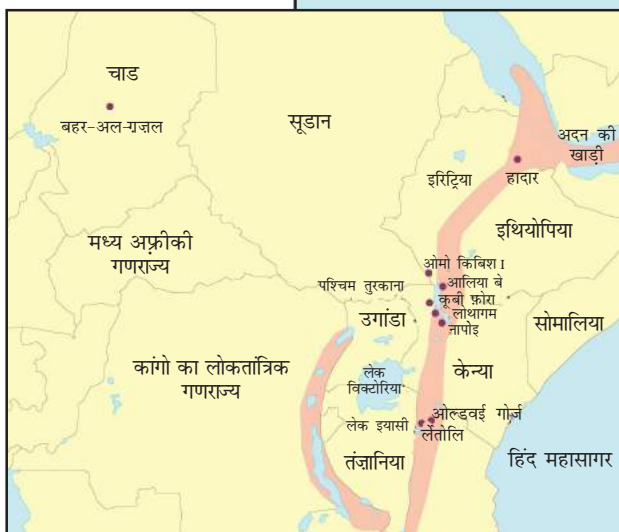 चाड
बहर-अल-ग़ज़ल
सूडान
अदन की
खाड़ी
हादार
इरिट्रिया
इथियोपिया
मध्य अफ़्रीकी
गणराज्य
ओमो किबिश I
पश्चिम तुरकाना
आलिया बे
कूबी फ़ोरा
लोथागम
नापोइ
उगांडा
सोमालिया
कांगो का लोकतांत्रिक
गणराज्य
केन्या
लेक
विक्टोरिया
ओल्डवई गोर्ज
लेक इयासी
लेतोलि
तंज़ानिया
हिंद महासागर